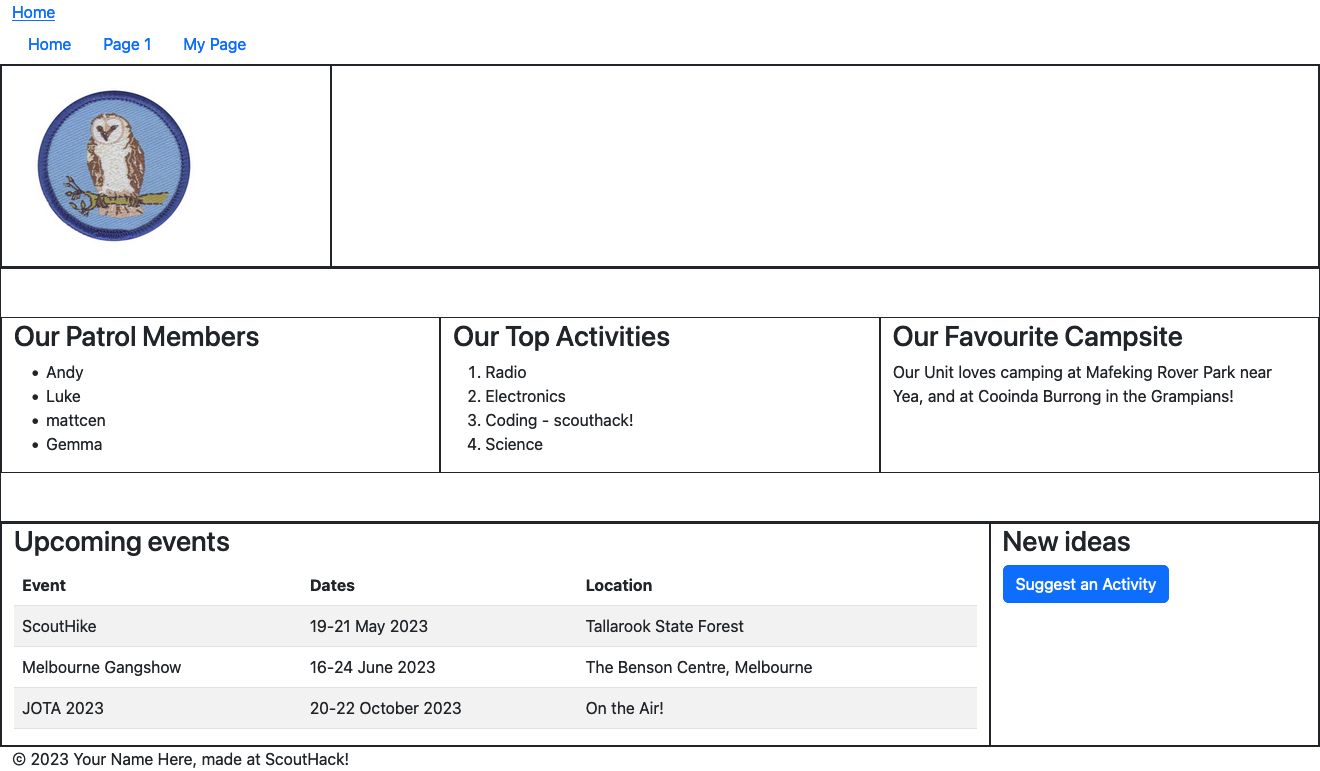 Home
Home Page 1 My Page
Our Patrol Members
• Andy
• Luke
• mattcen
• Gemma
Our Top Activities
1. Radio
2. Electronics
3. Coding - scouthack!
4. Science
Our Favourite Campsite
Our Unit loves camping at Mafeking Rover Park near
Yea, and at Cooinda Burrong in the Grampians!
Upcoming events
Event Dates Location
ScoutHike 19-21 May 2023 Tallarook State Forest
Melbourne Gangshow 16-24 June 2023 The Benson Centre, Melbourne
JOTA 2023 20-22 October 2023 On the Air!
New ideas
Suggest an Activity
© 2023 Your Name Here, made at ScoutHack!